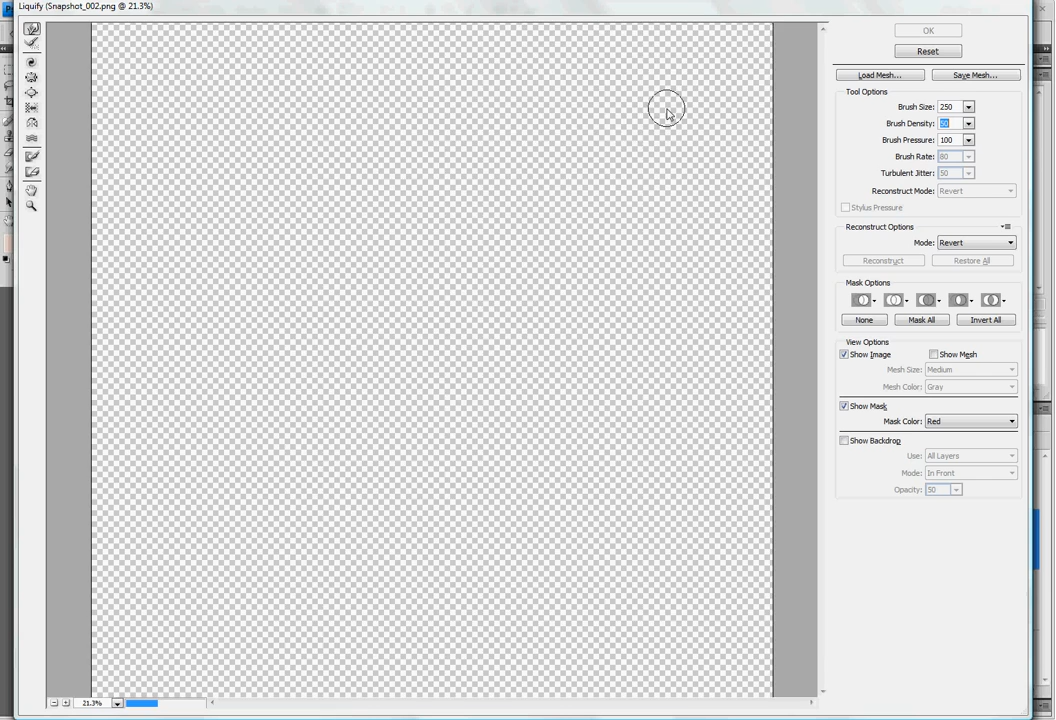 Liquify (Snapshot_002.png @ 21.3%)
OK
Reset
Load Mesh... Save Mesh...
Tool Options
Brush Size: 250
Brush Density: 50
Brush Pressure: 100
Brush Rate: 80
Turbulent Jitter: 50
Reconstruct Mode: Revert
Stylus Pressure
Reconstruct Options
Mode: Revert
Reconstruct Restore All
Mask Options
None Mask All Invert All
View Options
Show Image Show Mesh
Mesh Size: Medium
Mesh Color: Gray
Show Mask
Mask Color: Red
Show Backdrop
Use: All Layers
Mode: In Front
Opacity: 50
21.3%